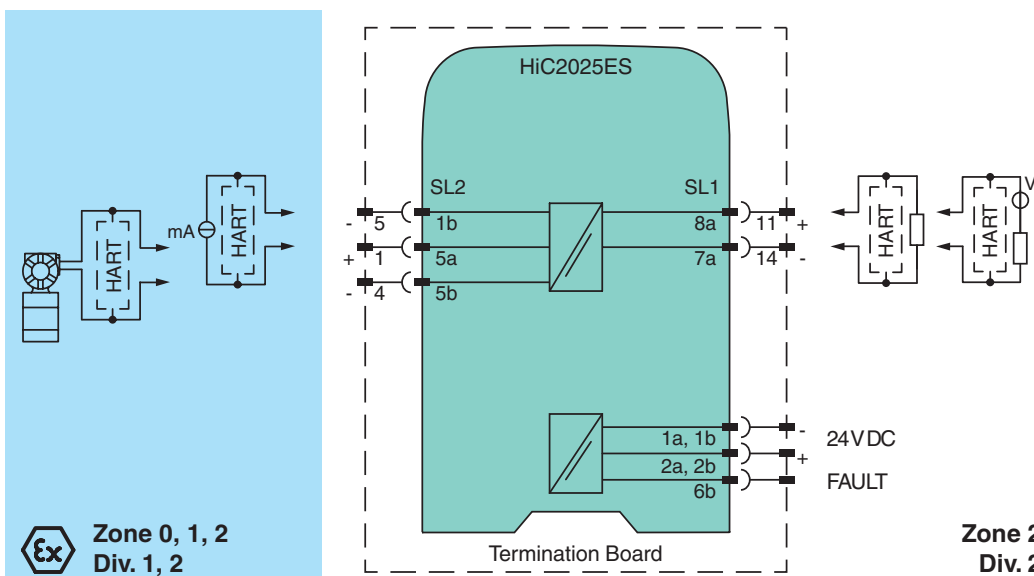 HiC2025ES
SL2
SL1
HART
mA
HART
- 5
1b
8a
11 +
+ 1
5a
7a
14 -
- 4
5b
HART
HART
V
1a, 1b
-
24V DC
2a, 2b
+
6b
FAULT
Ex
Zone 0, 1, 2
Div. 1, 2
Termination Board
Zone 2
Div. 2